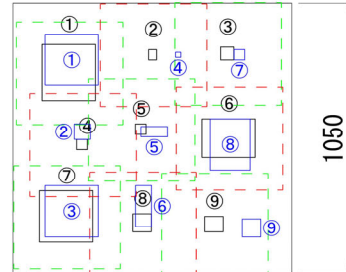 ① ② ③
① ④ ⑦
⑤ ⑥
② ④ ⑤ ⑧
⑦ ③ ⑧ ⑥ ⑨ ⑨
1050